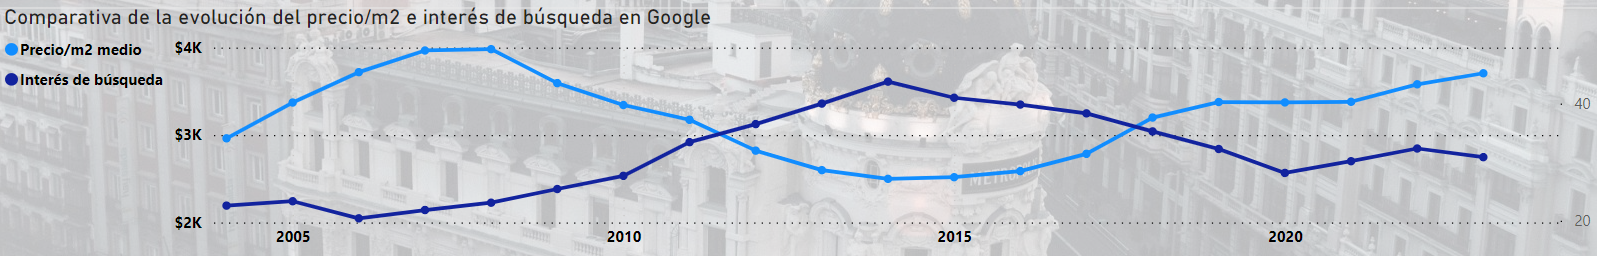 Comparativa de la evolución del precio/m2 e interés de búsqueda en Google
Precio/m2 medio
Interés de búsqueda
$4K
$3K
$2K
40
20
METRO
2005 2010 2015 2020